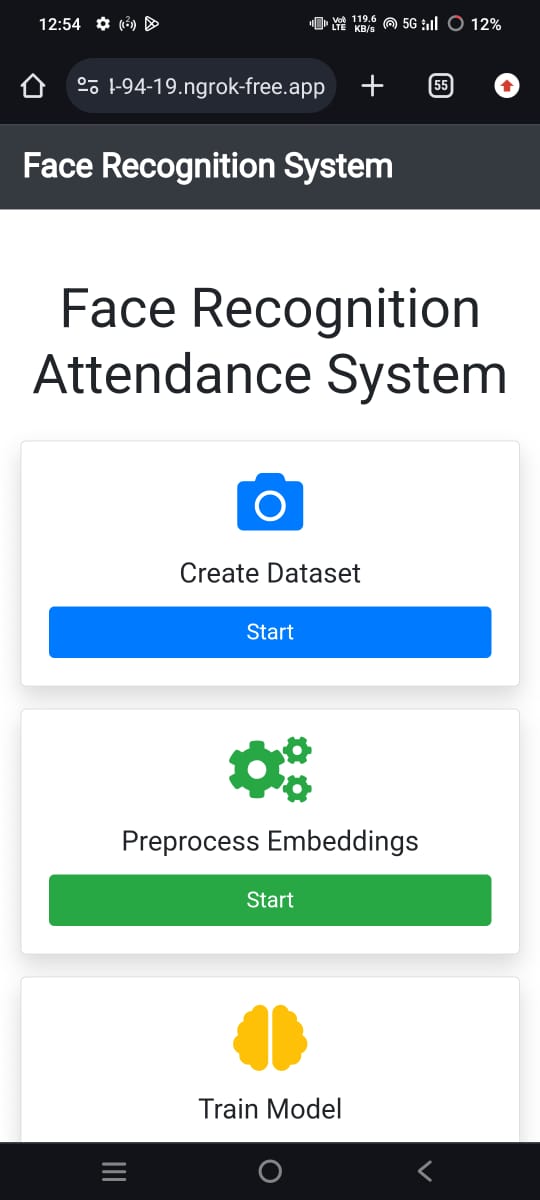 12:54
Vo) LTE
119.6 KB/s
5G
12%
4-94-19.ngrok-free.app
55
Face Recognition System
Face Recognition
Attendance System
Create Dataset
Start
Preprocess Embeddings
Start
Train Model